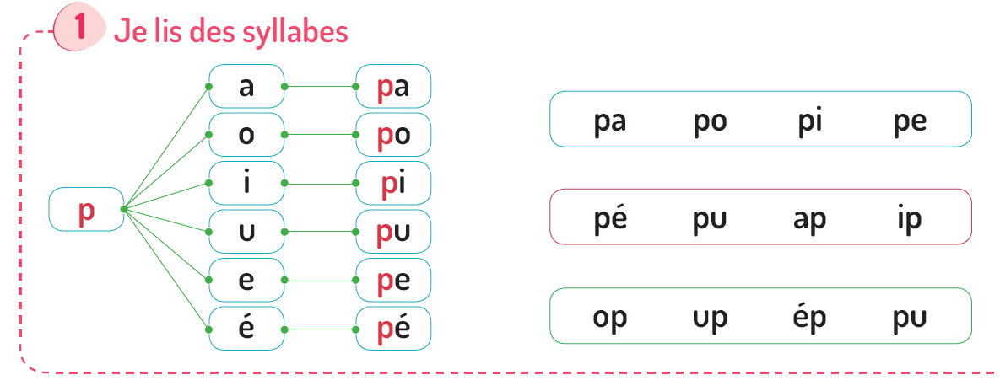 1 Je lis des syllabes
a pa
o po
i pi
p
u pu
e pe
é pé
pa po pi pe
pé pu ap ip
op up ép pu